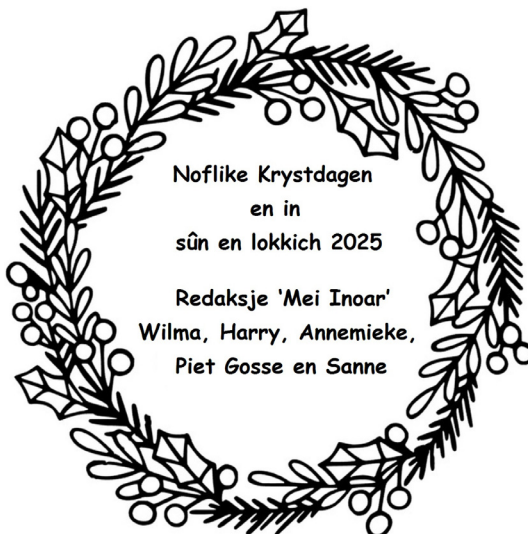 Noflike Krystdagen
en in
sûn en lokkich 2025
Redaksje ‘Mei Inoar’
Wilma, Harry, Annemieke,
Piet Gosse en Sanne